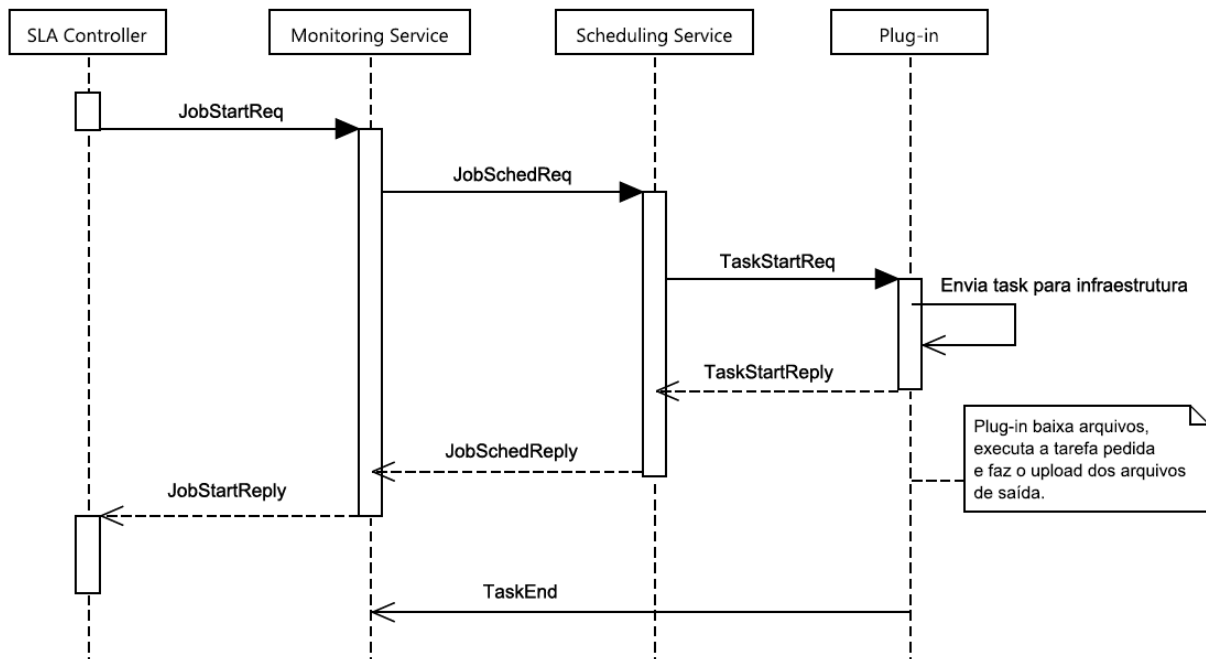 SLA Controller
Monitoring Service
Scheduling Service
Plug-in
JobStartReq
JobSchedReq
TaskStartReq
Envia task para infraestrutura
TaskStartReply
Plug-in baixa arquivos,
executa a tarefa pedida
e faz o upload dos arquivos
de saída.
JobSchedReply
JobStartReply
TaskEnd